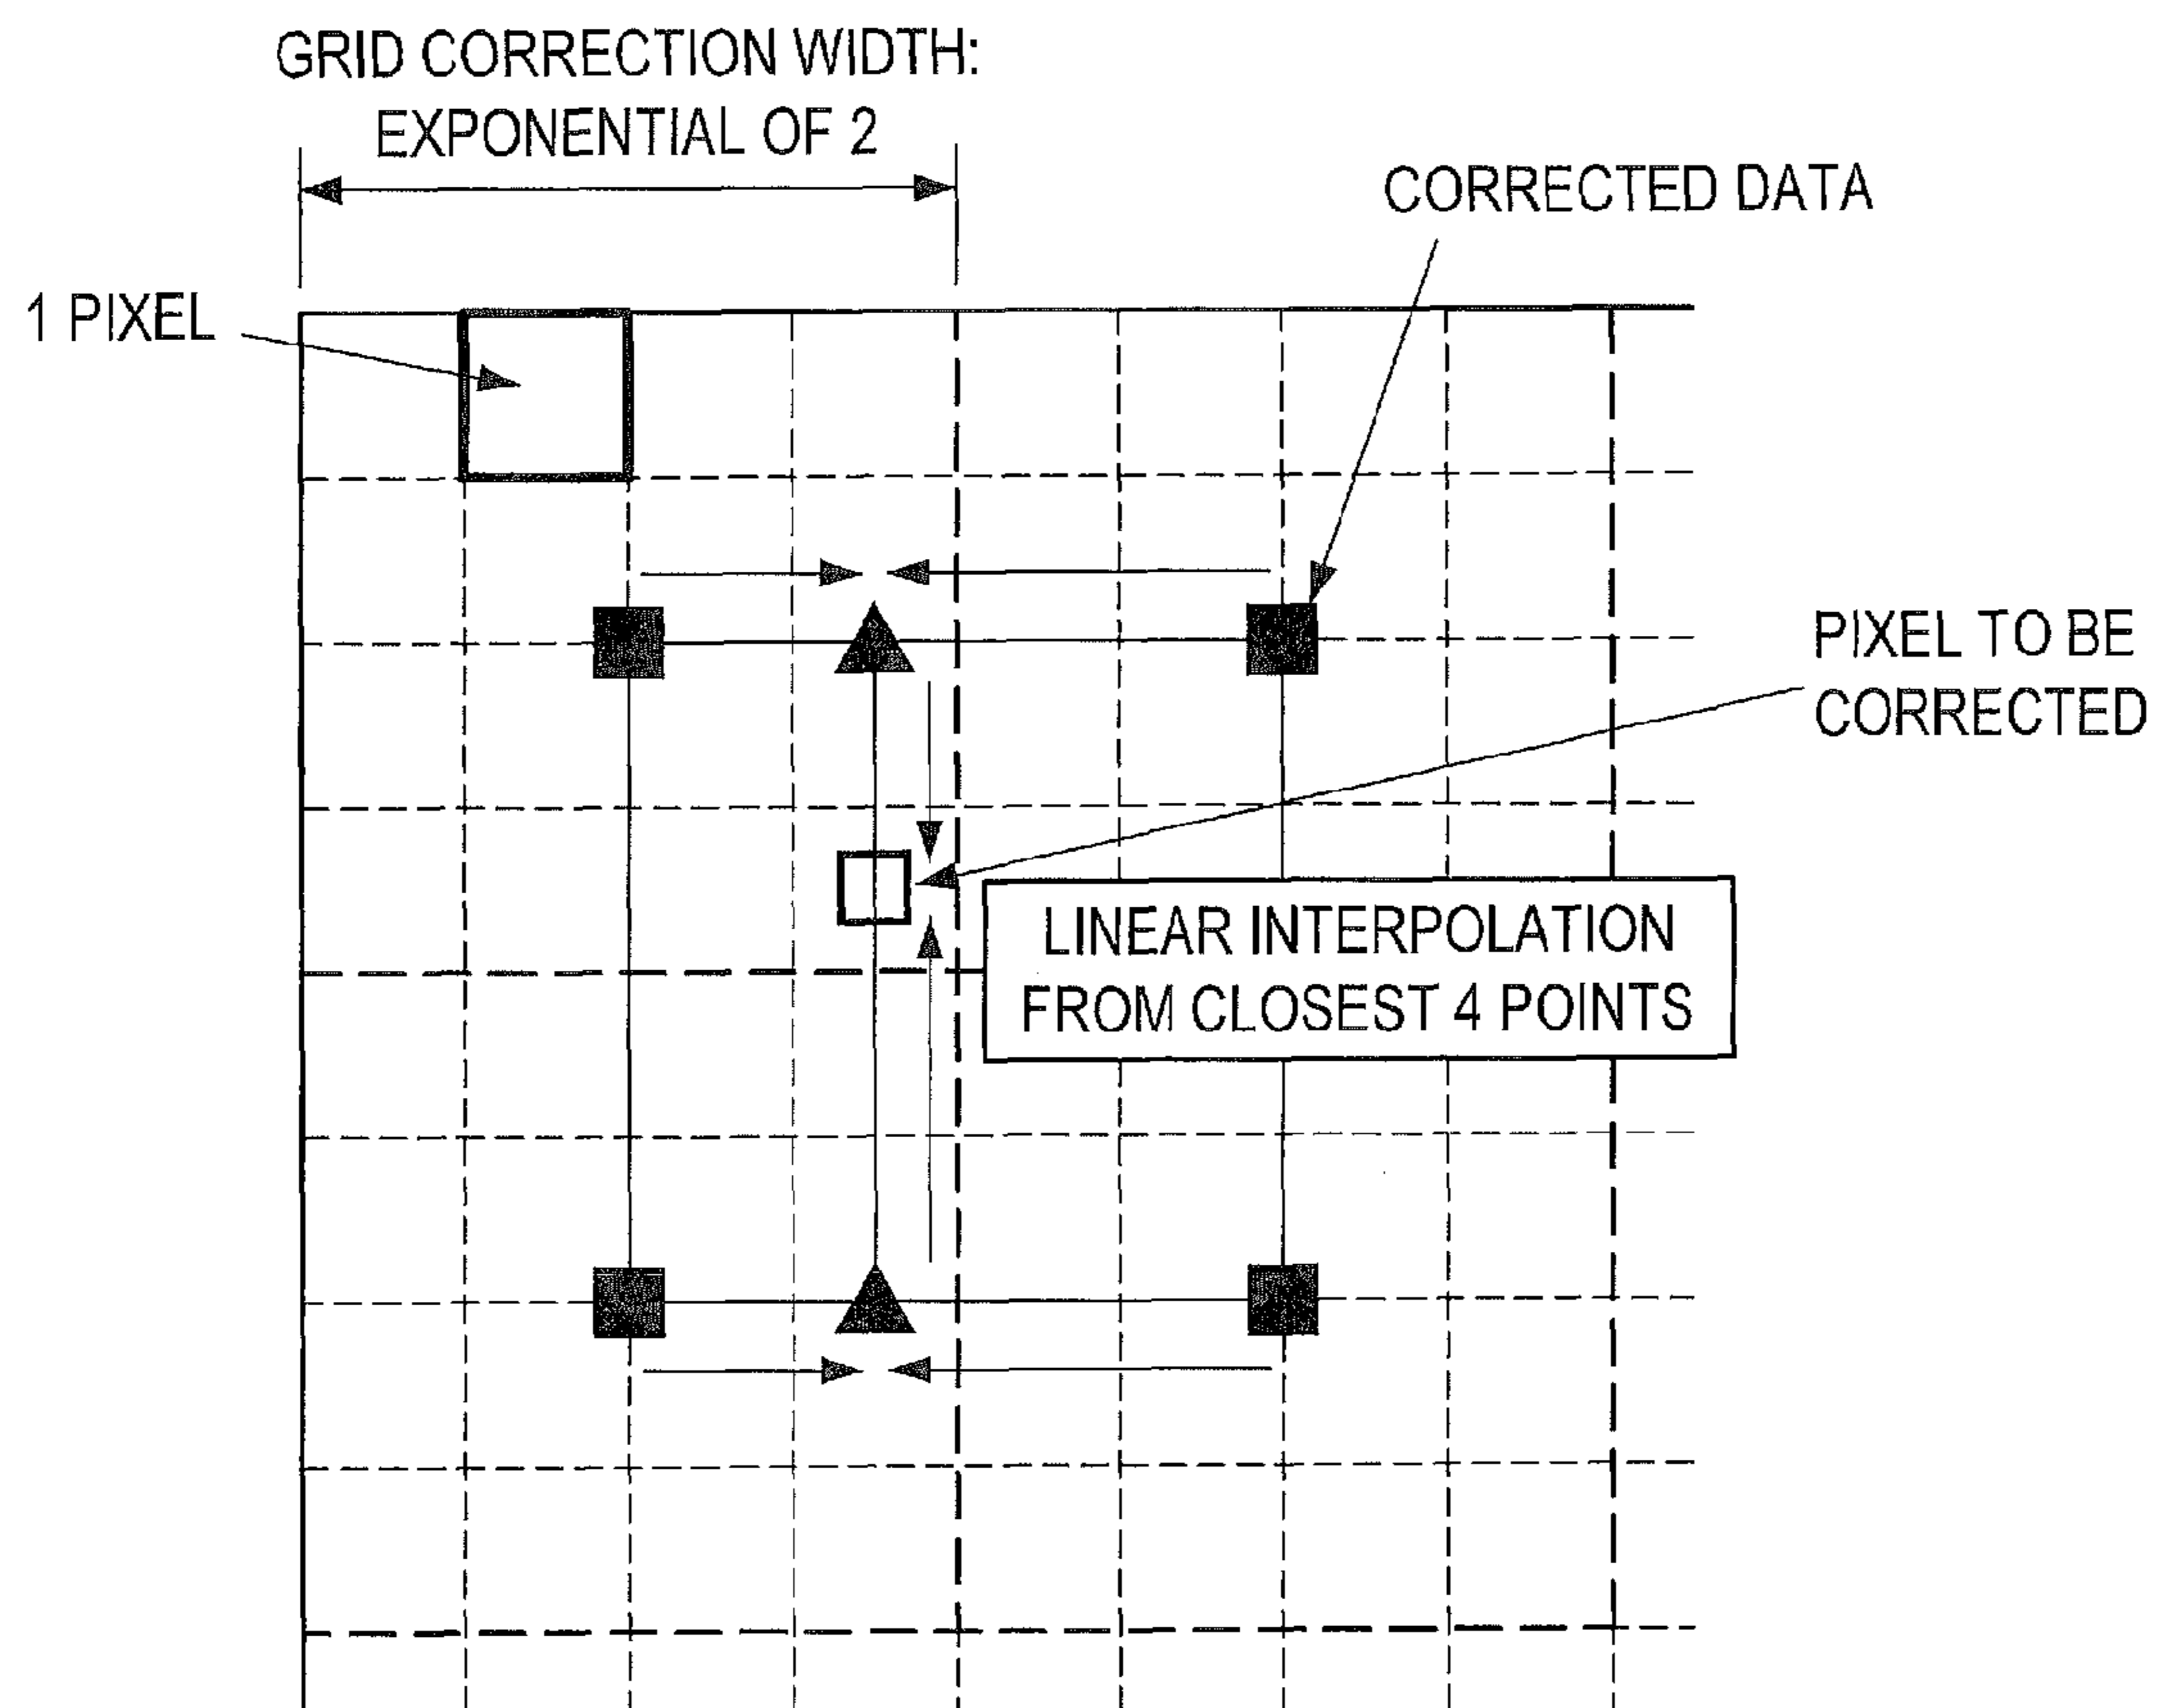 GRID CORRECTION WIDTH:
EXPONENTIAL OF 2
CORRECTED DATA
1 PIXEL
PIXEL TO BE
CORRECTED
LINEAR INTERPOLATION
FROM CLOSEST 4 POINTS